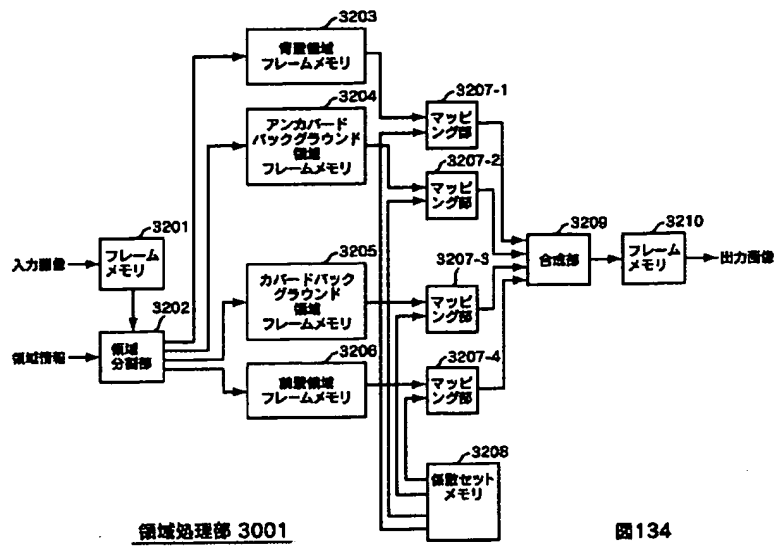 3203
背景領域
フレームメモリ
3204
アンカバード
バックグラウンド
領域
フレームメモリ
3207-1
マッピ
ング部
3207-2
マッピ
ング部
3201
フレーム
メモリ
入力画像
3202
領域
分割部
領域情報
3205
カバードバック
グラウンド
領域
フレームメモリ
3206
前景領域
フレームメモリ
3207-3
マッピ
ング部
3207-4
マッピ
ング部
3209
合成部
3210
フレーム
メモリ
出力画像
3208
係数セット
メモリ
領域処理部 3001
図134